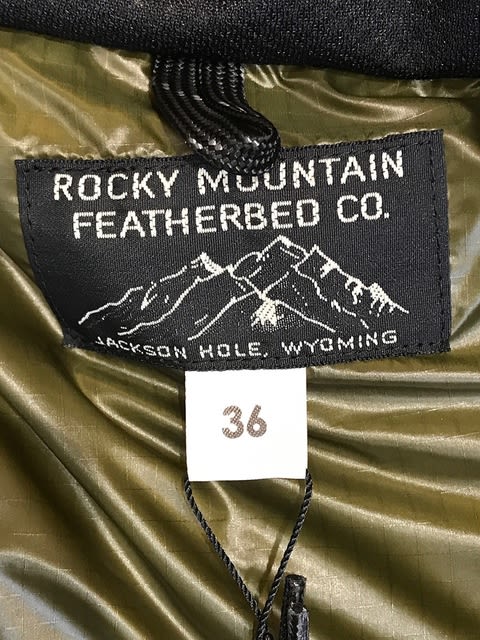 ROCKY MOUNTAIN
FEATHERBED CO.
JACKSON HOLE, WYOMING
36